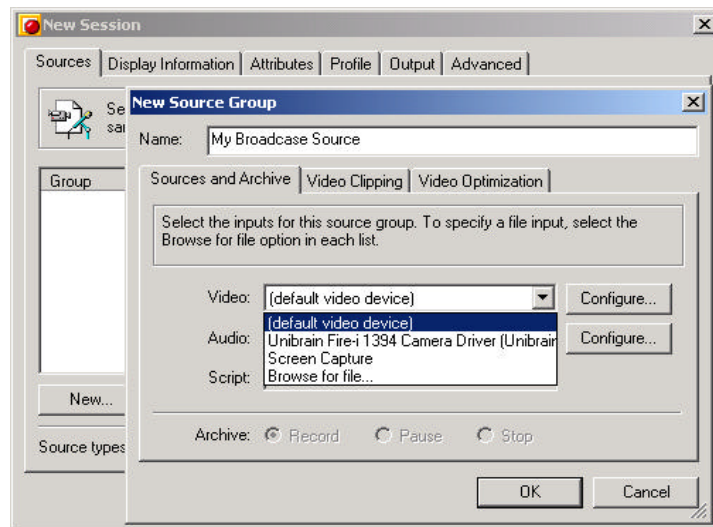 New Session
Sources Display Information Attributes Profile Output Advanced
Se
sar
New Source Group
Name: My Broadcase Source
Group
Sources and Archive Video Clipping Video Optimization
Select the inputs for this source group. To specify a file input, select the
Browse for file option in each list.
Video: (default video device) Configure...
(default video device)
Audio: Unibrain Fire-i 1394 Camera Driver (Unibrain Configure...
Screen Capture
Script: Browse for file...
New...
Archive: Record Pause Stop
Source types
OK Cancel